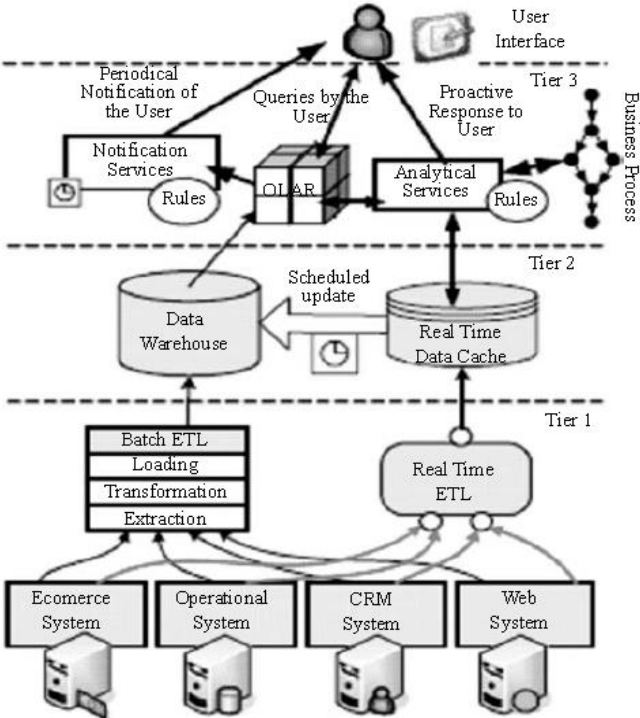 User
Interface
Periodical
Notification of
the User
Queries by the
User
Proactive
Response to
User
Tier 3
Business Process
Notification
Services
Rules
OLAR
Analytical
Services
Rules
Tier 2
Scheduled
update
Data
Warehouse
Real Time
Data Cache
Tier 1
Batch ETL
Loading
Transformation
Extraction
Real Time
ETL
Ecomerce
System
Operational
System
CRM
System
Web
System